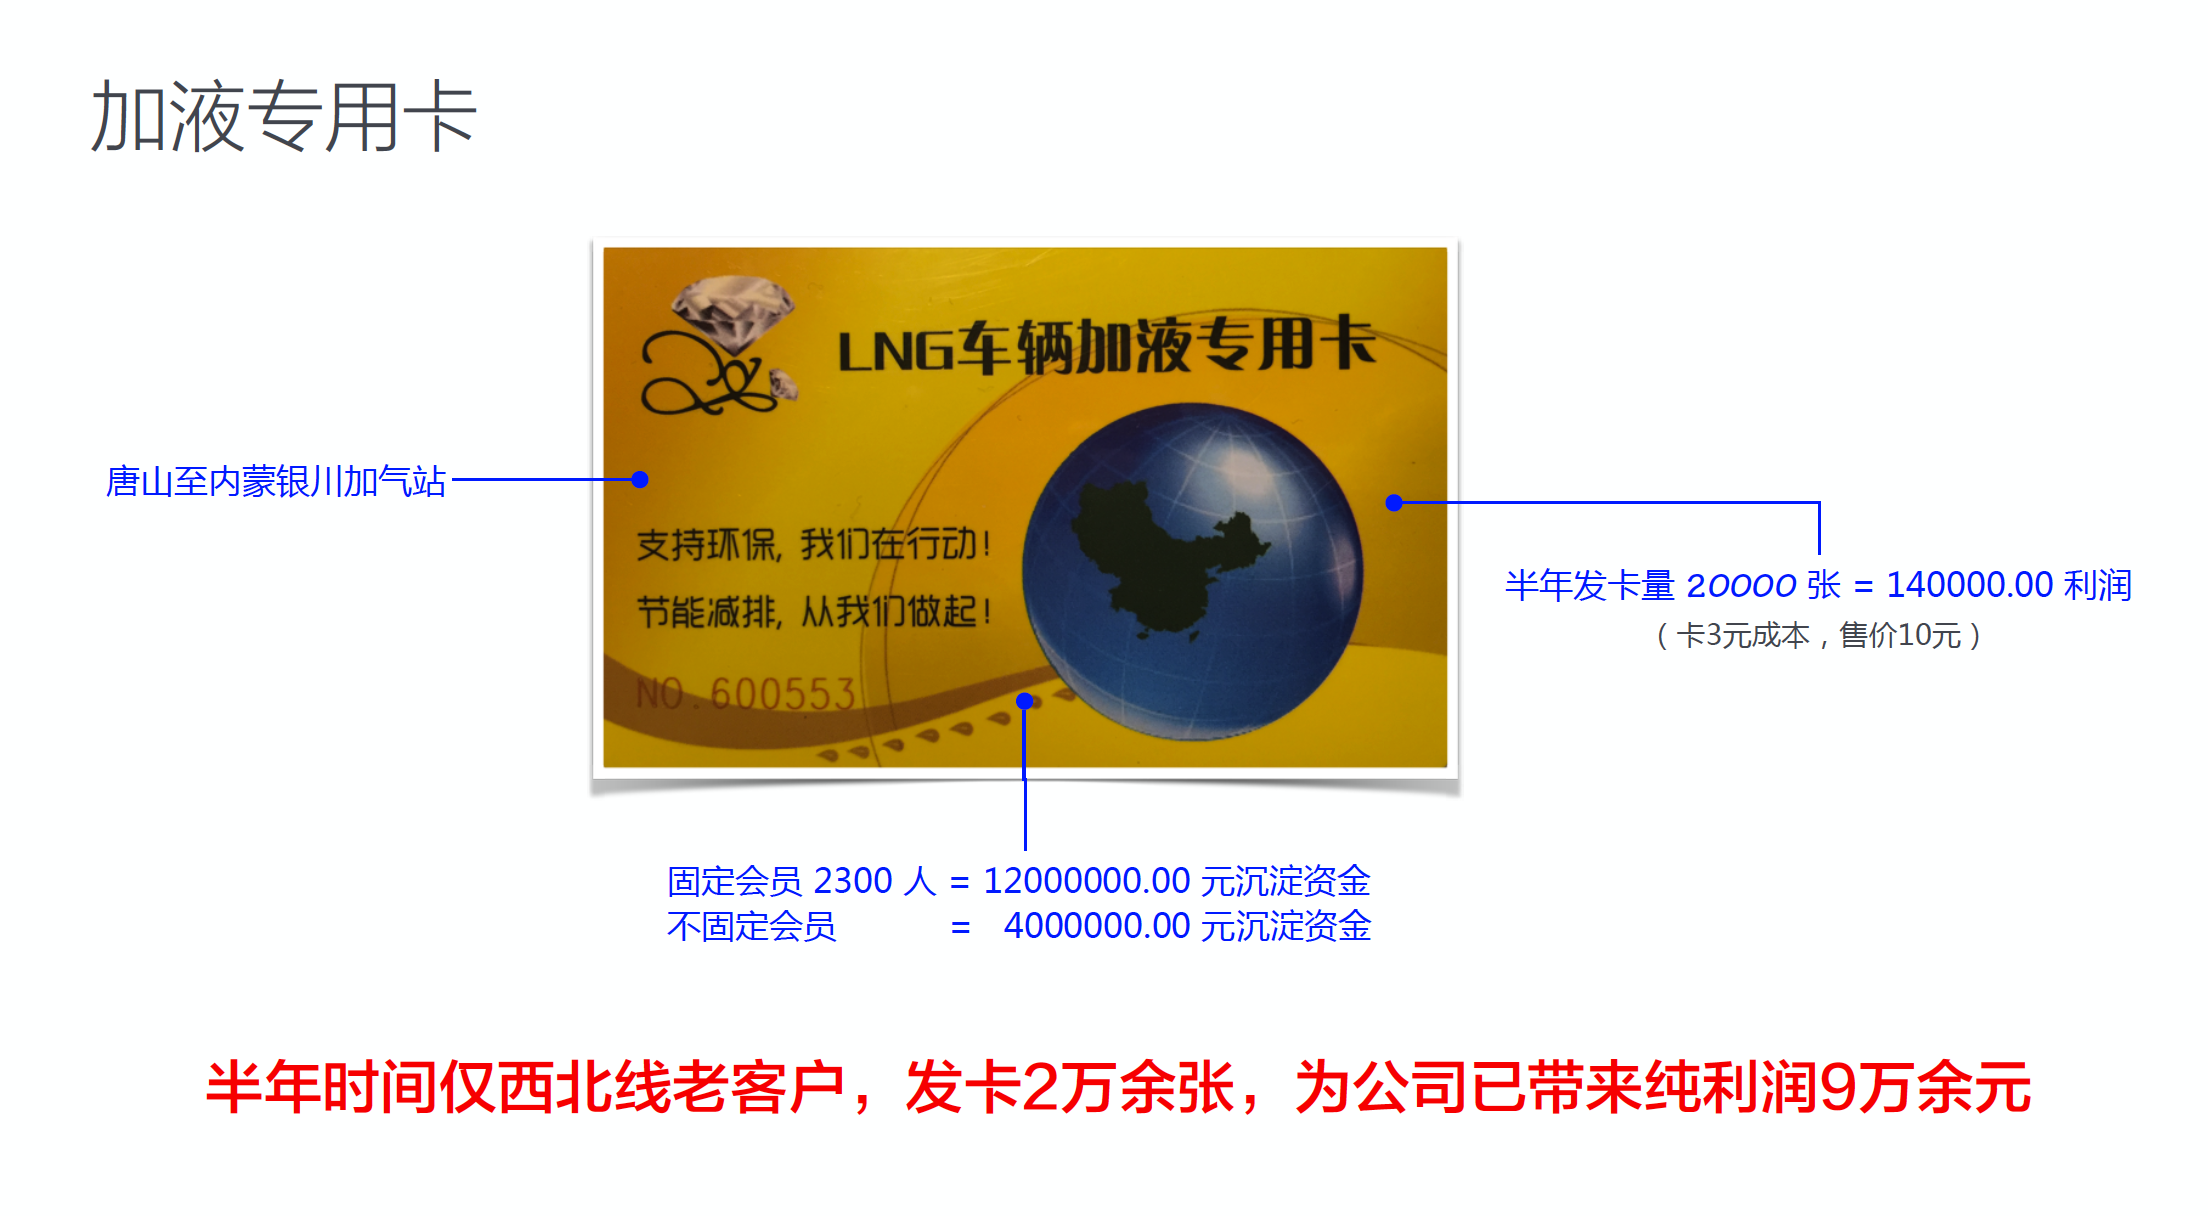 加液专用卡
LNG车辆加液专用卡
唐山至内蒙银川加气站
支持环保, 我们在行动!
节能减排, 从我们做起!
NO.600553
半年发卡量 20000 张 = 140000.00 利润
（卡3元成本，售价10元）
固定会员 2300 人 = 12000000.00 元沉淀资金
不固定会员 = 4000000.00 元沉淀资金
半年时间仅西北线老客户，发卡2万余张，为公司已带来纯利润9万余元